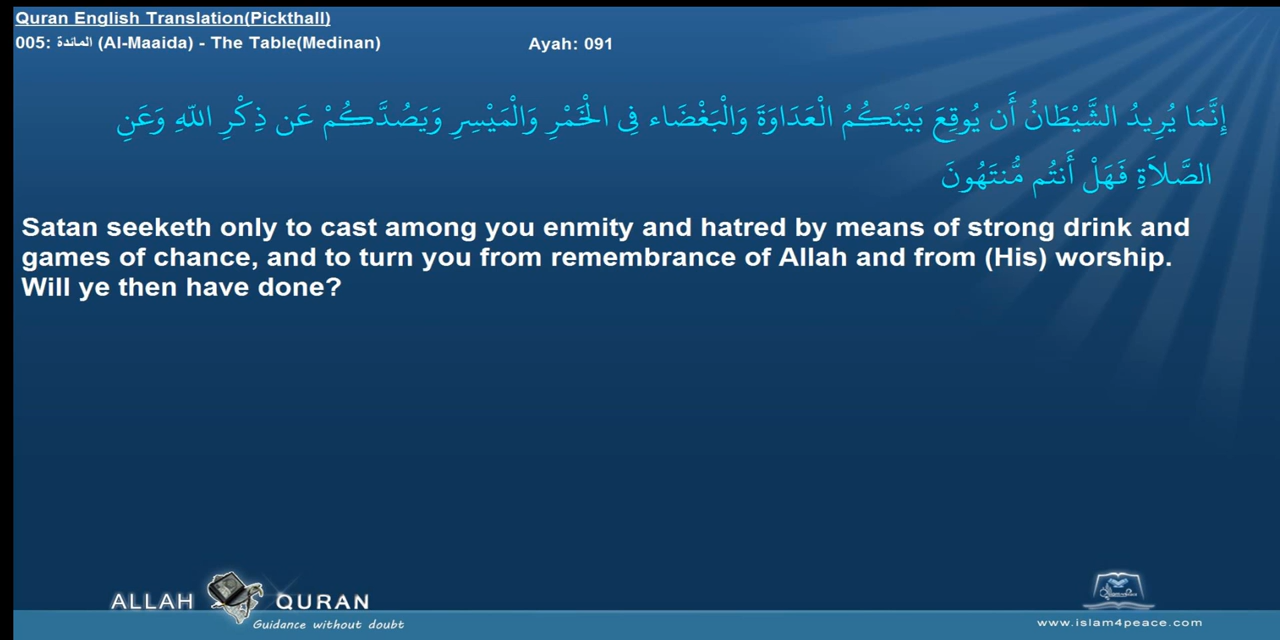 Quran English Translation(Pickthall)
005: المائدة (Al-Maaida) - The Table(Medinan)
Ayah: 091
إِنَّمَا يُرِيدُ الشَّيْطَانُ أَن يُوقِعَ بَيْنَكُمُ الْعَدَاوَةَ وَالْبَغْضَاء فِي الْخَمْرِ وَالْمَيْسِرِ وَيَصُدَّكُمْ عَن ذِكْرِ اللّهِ وَعَنِ
الصَّلاَةِ فَهَلْ أَنتُم مُّنتَهُونَ
Satan seeketh only to cast among you enmity and hatred by means of strong drink and
games of chance, and to turn you from remembrance of Allah and from (His) worship.
Will ye then have done?
ALLAH QURAN
Guidance without doubt
www.islam4peace.com